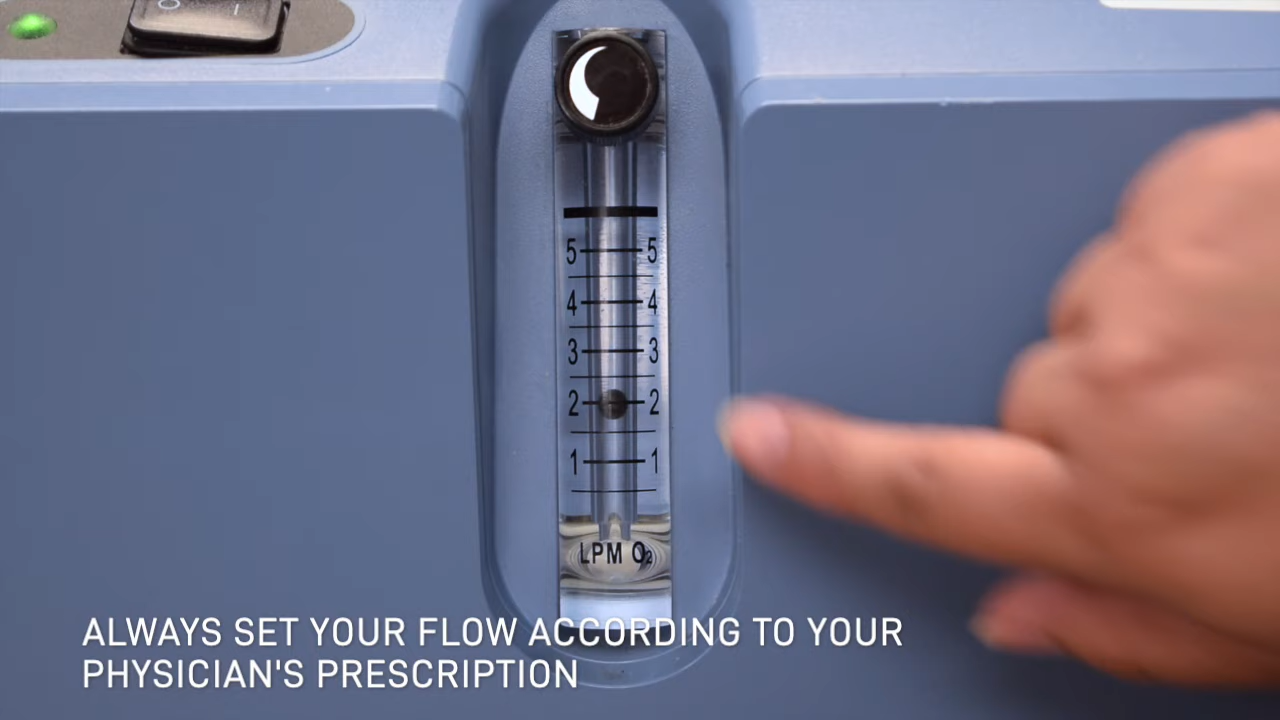 O I
5 5
4 4
3 3
2 2
1 1
LPM O₂
ALWAYS SET YOUR FLOW ACCORDING TO YOUR
PHYSICIAN'S PRESCRIPTION